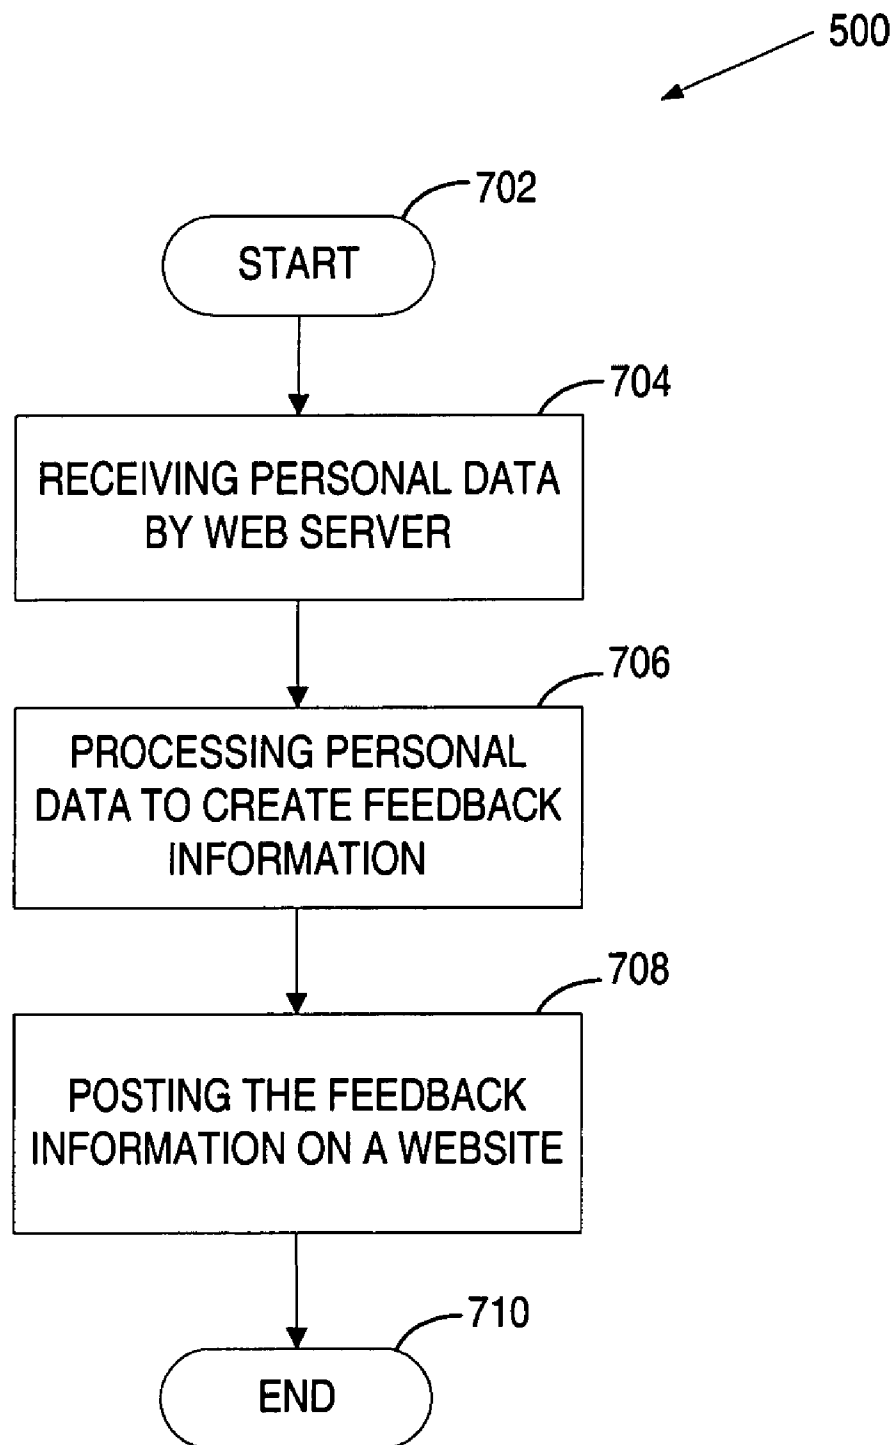 500
702
START
704
RECEIVING PERSONAL DATA
BY WEB SERVER
706
PROCESSING PERSONAL
DATA TO CREATE FEEDBACK
INFORMATION
708
POSTING THE FEEDBACK
INFORMATION ON A WEBSITE
710
END